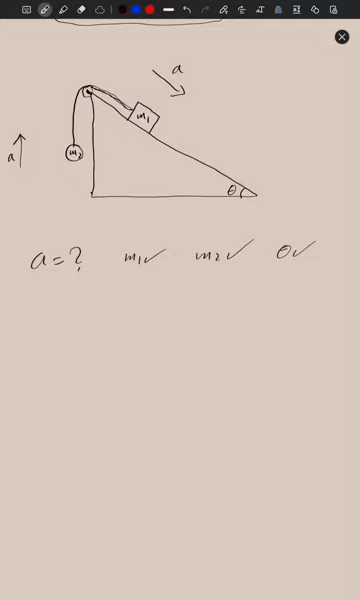 a
m1
a
m2
θ
a = ? m1 ✓ m2 ✓ θ ✓